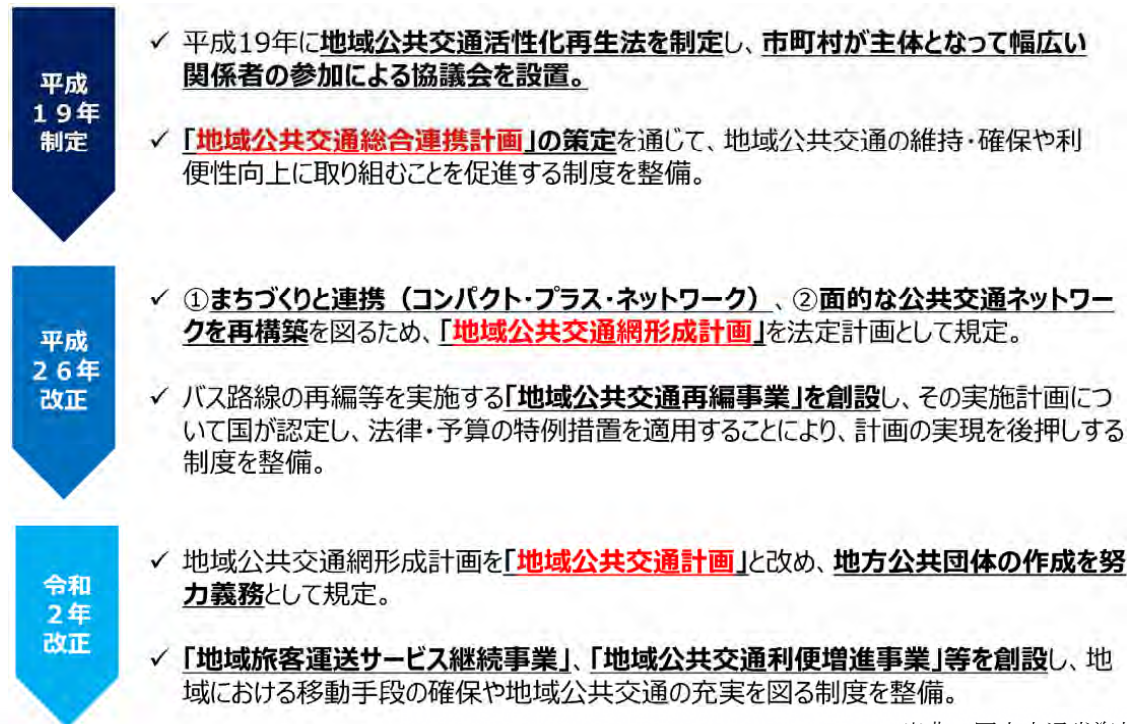 平成
19年
制定
✓ 平成19年に地域公共交通活性化再生法を制定し、市町村が主体となって幅広い
関係者の参加による協議会を設置。
✓ 「地域公共交通総合連携計画」の策定を通じて、地域公共交通の維持・確保や利
便性向上に取り組むことを促進する制度を整備。
平成
26年
改正
✓ ①まちづくりと連携（コンパクト・プラス・ネットワーク）、②面的な公共交通ネットワー
クを再構築を図るため、「地域公共交通網形成計画」を法定計画として規定。
✓ バス路線の再編等を実施する「地域公共交通再編事業」を創設し、その実施計画につ
いて国が認定し、法律・予算の特例措置を適用することにより、計画の実現を後押しする
制度を整備。
令和
2年
改正
✓ 地域公共交通網形成計画を「地域公共交通計画」と改め、地方公共団体の作成を努
力義務として規定。
✓ 「地域旅客運送サービス継続事業」、「地域公共交通利便増進事業」等を創設し、地
域における移動手段の確保や地域公共交通の充実を図る制度を整備。